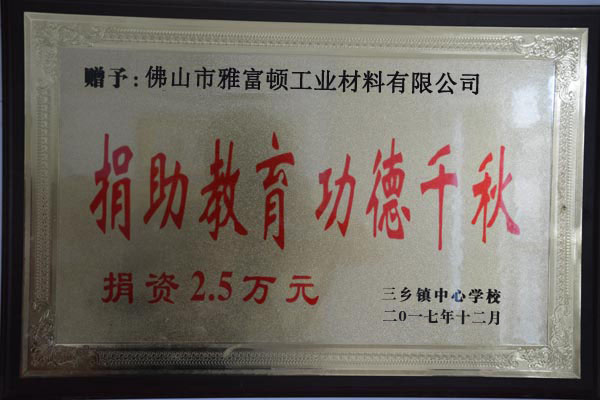 赠予:佛山市雅富顿工业材料有限公司
捐助教育 功德千秋
捐资2.5万元
三乡镇中心学校
二0一七年十二月